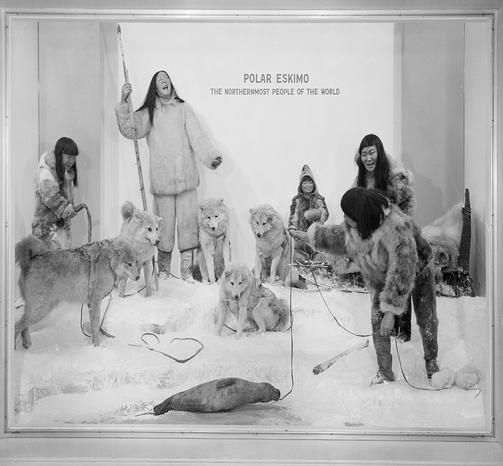 POLAR ESKIMO
THE NORTHERNMOST PEOPLE OF THE WORLD